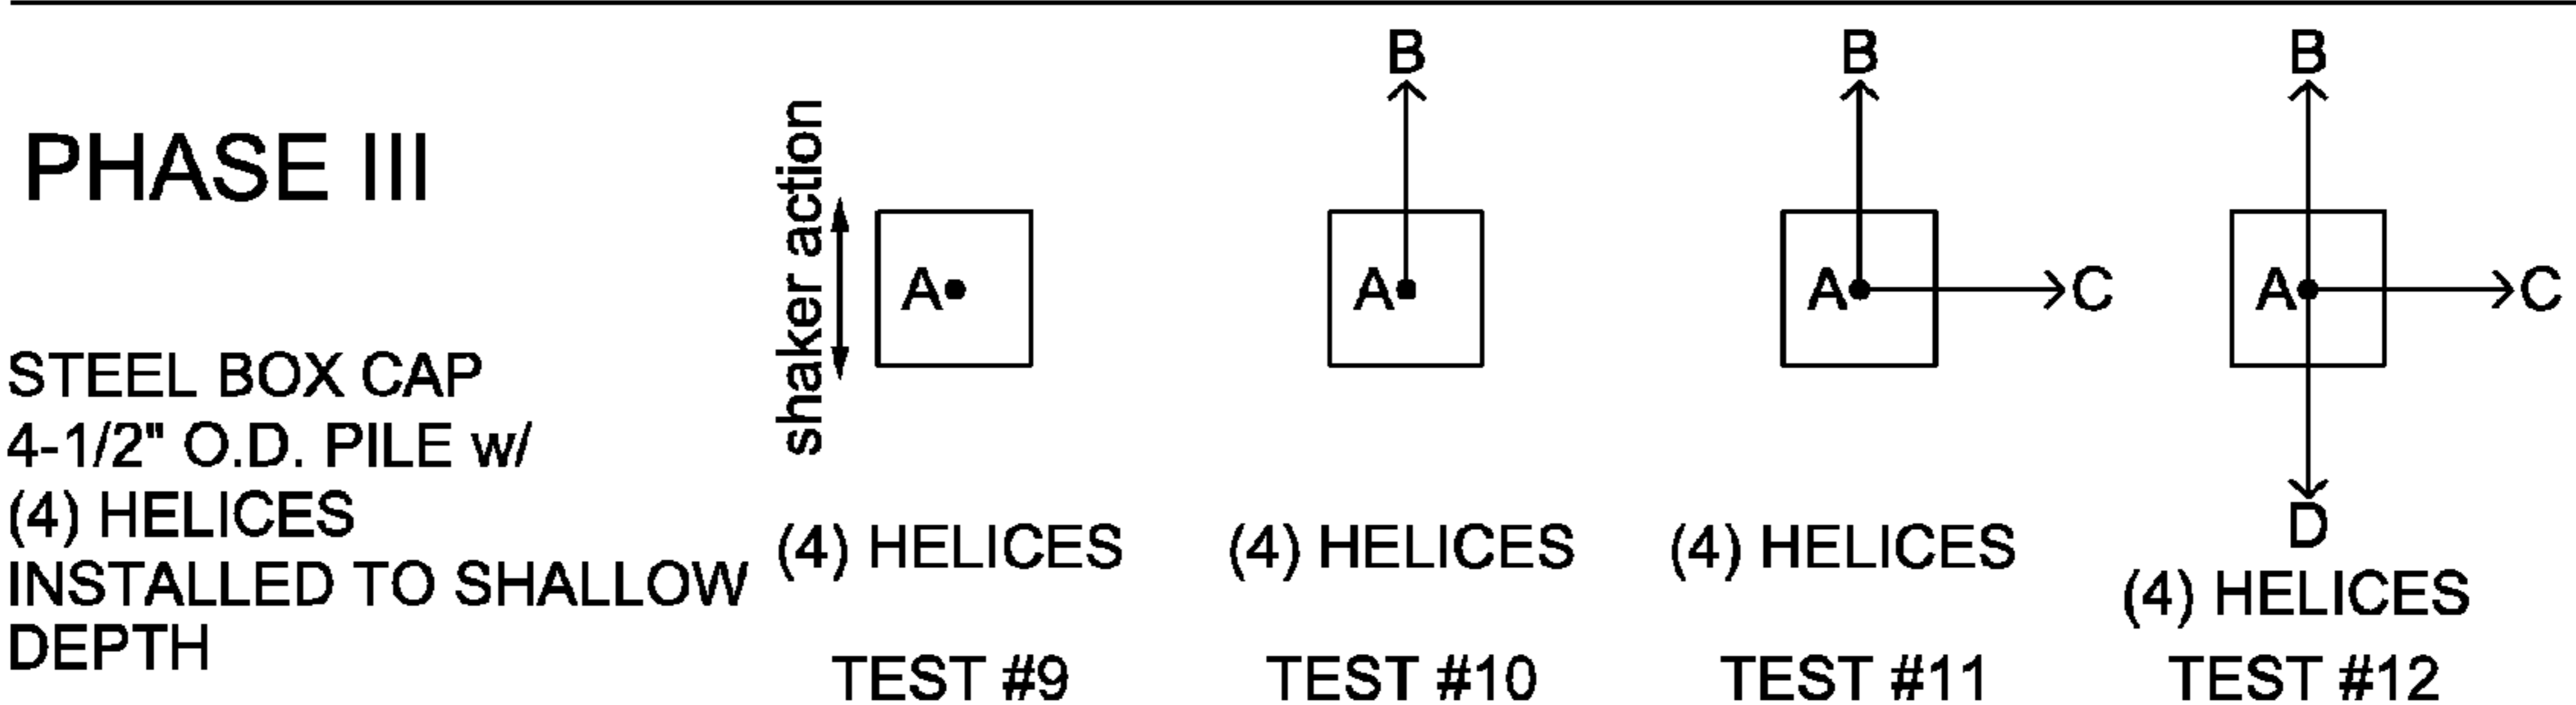 PHASE III
STEEL BOX CAP
4-1/2" O.D. PILE w/
(4) HELICES
INSTALLED TO SHALLOW
DEPTH
shaker action
A
(4) HELICES
TEST #9
B
A
(4) HELICES
TEST #10
B
A
C
(4) HELICES
TEST #11
B
A
C
D
(4) HELICES
TEST #12